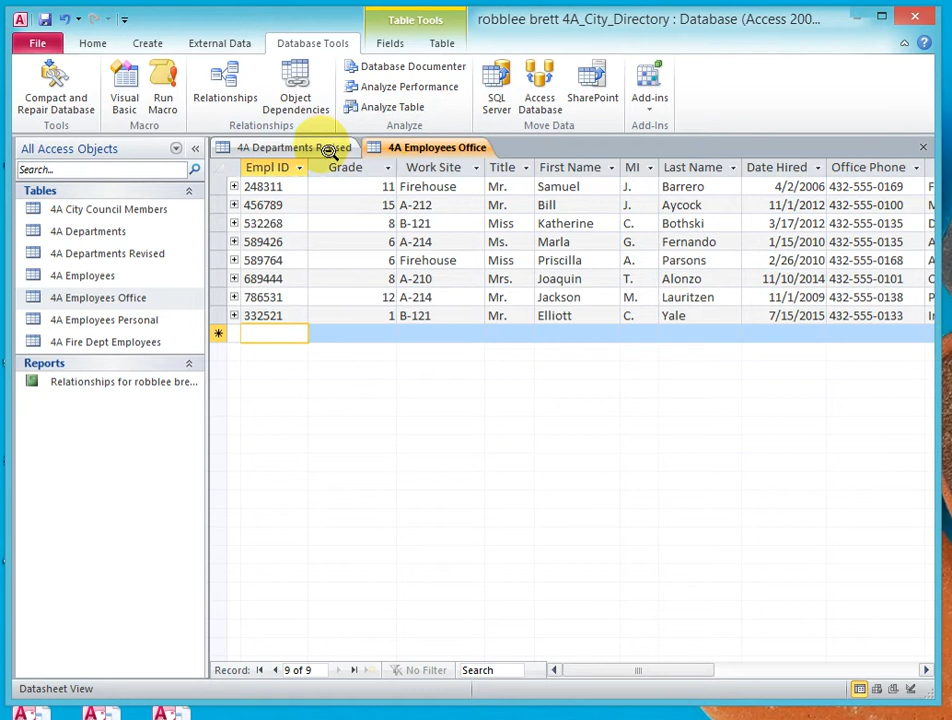 Table Tools
robblee brett 4A_City_Directory : Database (Access 200...
File Home Create External Data Database Tools Fields Table
Compact and Repair Database
Visual Basic
Run Macro
Relationships
Object Dependencies
Database Documenter
Analyze Performance
Analyze Table
SQL Server
Access Database
SharePoint
Add-ins
Tools Macro Relationships Analyze Move Data Add-Ins
All Access Objects «
Search...
Tables
4A City Council Members
4A Departments
4A Departments Revised
4A Employees
4A Employees Office
4A Employees Personal
4A Fire Dept Employees
Reports
Relationships for robblee bre...
4A Departments Revised 4A Employees Office
Empl ID Grade Work Site Title First Name MI Last Name Date Hired Office Phone
248311 11 Firehouse Mr. Samuel J. Barrero 4/2/2006 432-555-0169
456789 15 A-212 Mr. Bill J. Aycock 11/1/2012 432-555-0100
532268 8 B-121 Miss Katherine C. Bothski 3/17/2012 432-555-0135
589426 6 A-214 Ms. Marla G. Fernando 1/15/2010 432-555-0135
589764 6 Firehouse Miss Priscilla A. Parsons 2/26/2010 432-555-0168
689444 8 A-210 Mrs. Joaquin T. Alonzo 11/10/2014 432-555-0101
786531 12 A-214 Mr. Jackson M. Lauritzen 11/1/2009 432-555-0138
332521 1 B-121 Mr. Elliott C. Yale 7/15/2015 432-555-0133
Record: 9 of 9 No Filter Search
Datasheet View